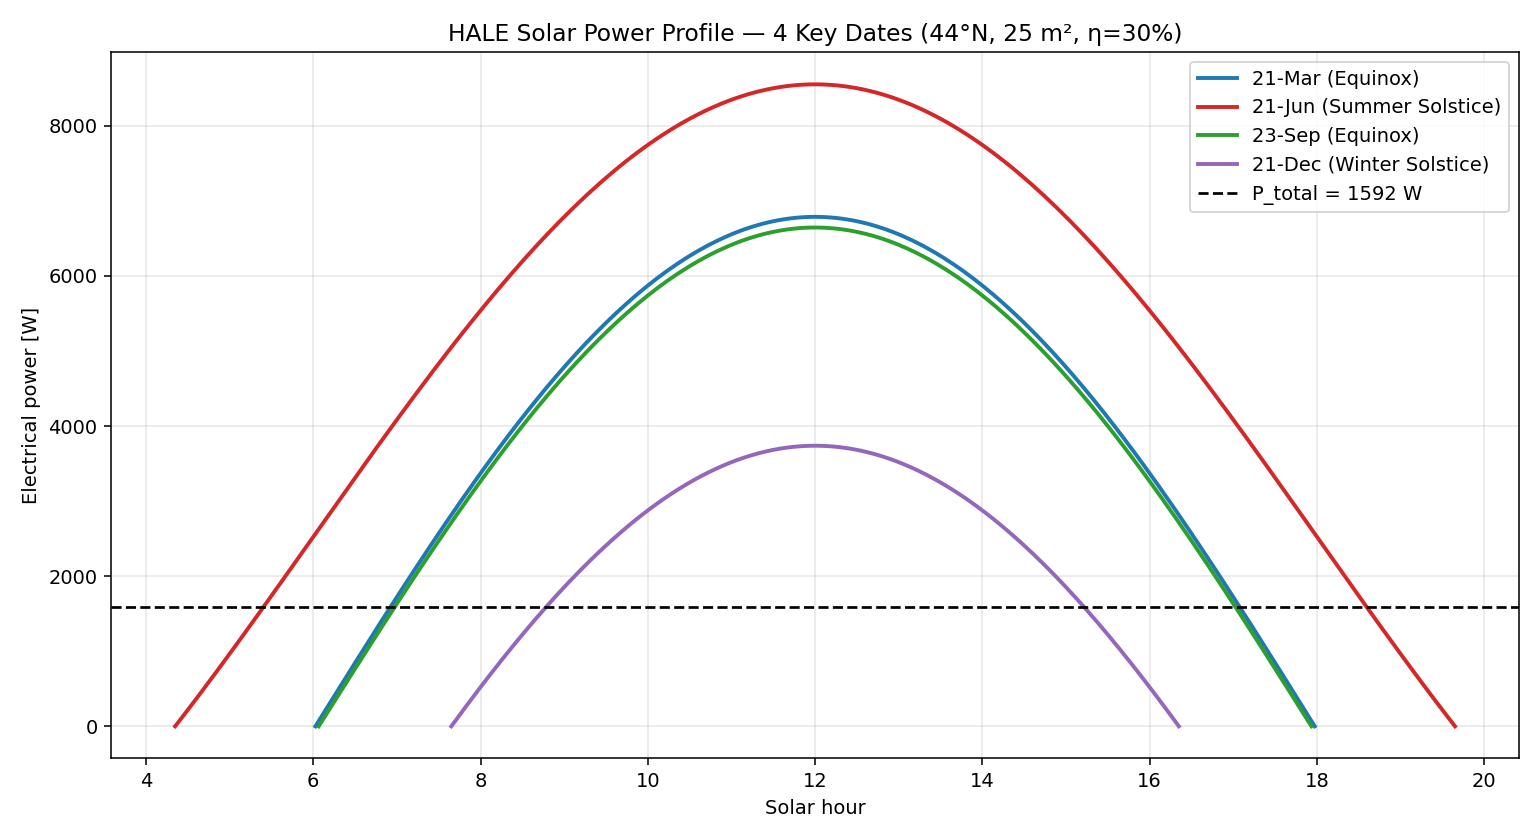 HALE Solar Power Profile — 4 Key Dates (44°N, 25 m², η=30%)
21-Mar (Equinox)
21-Jun (Summer Solstice)
23-Sep (Equinox)
21-Dec (Winter Solstice)
P_total = 1592 W
Electrical power [W]
8000
6000
4000
2000
0
4 6 8 10 12 14 16 18 20
Solar hour